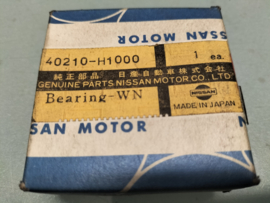 NISSAN MOTOR
40210-H1000 1 ea.
純正部品 日産自動車株式会社
GENUINE PARTS NISSAN MOTOR CO., LTD.
Bearing-WN
NISSAN
MADE IN JAPAN
SAN MOTOR